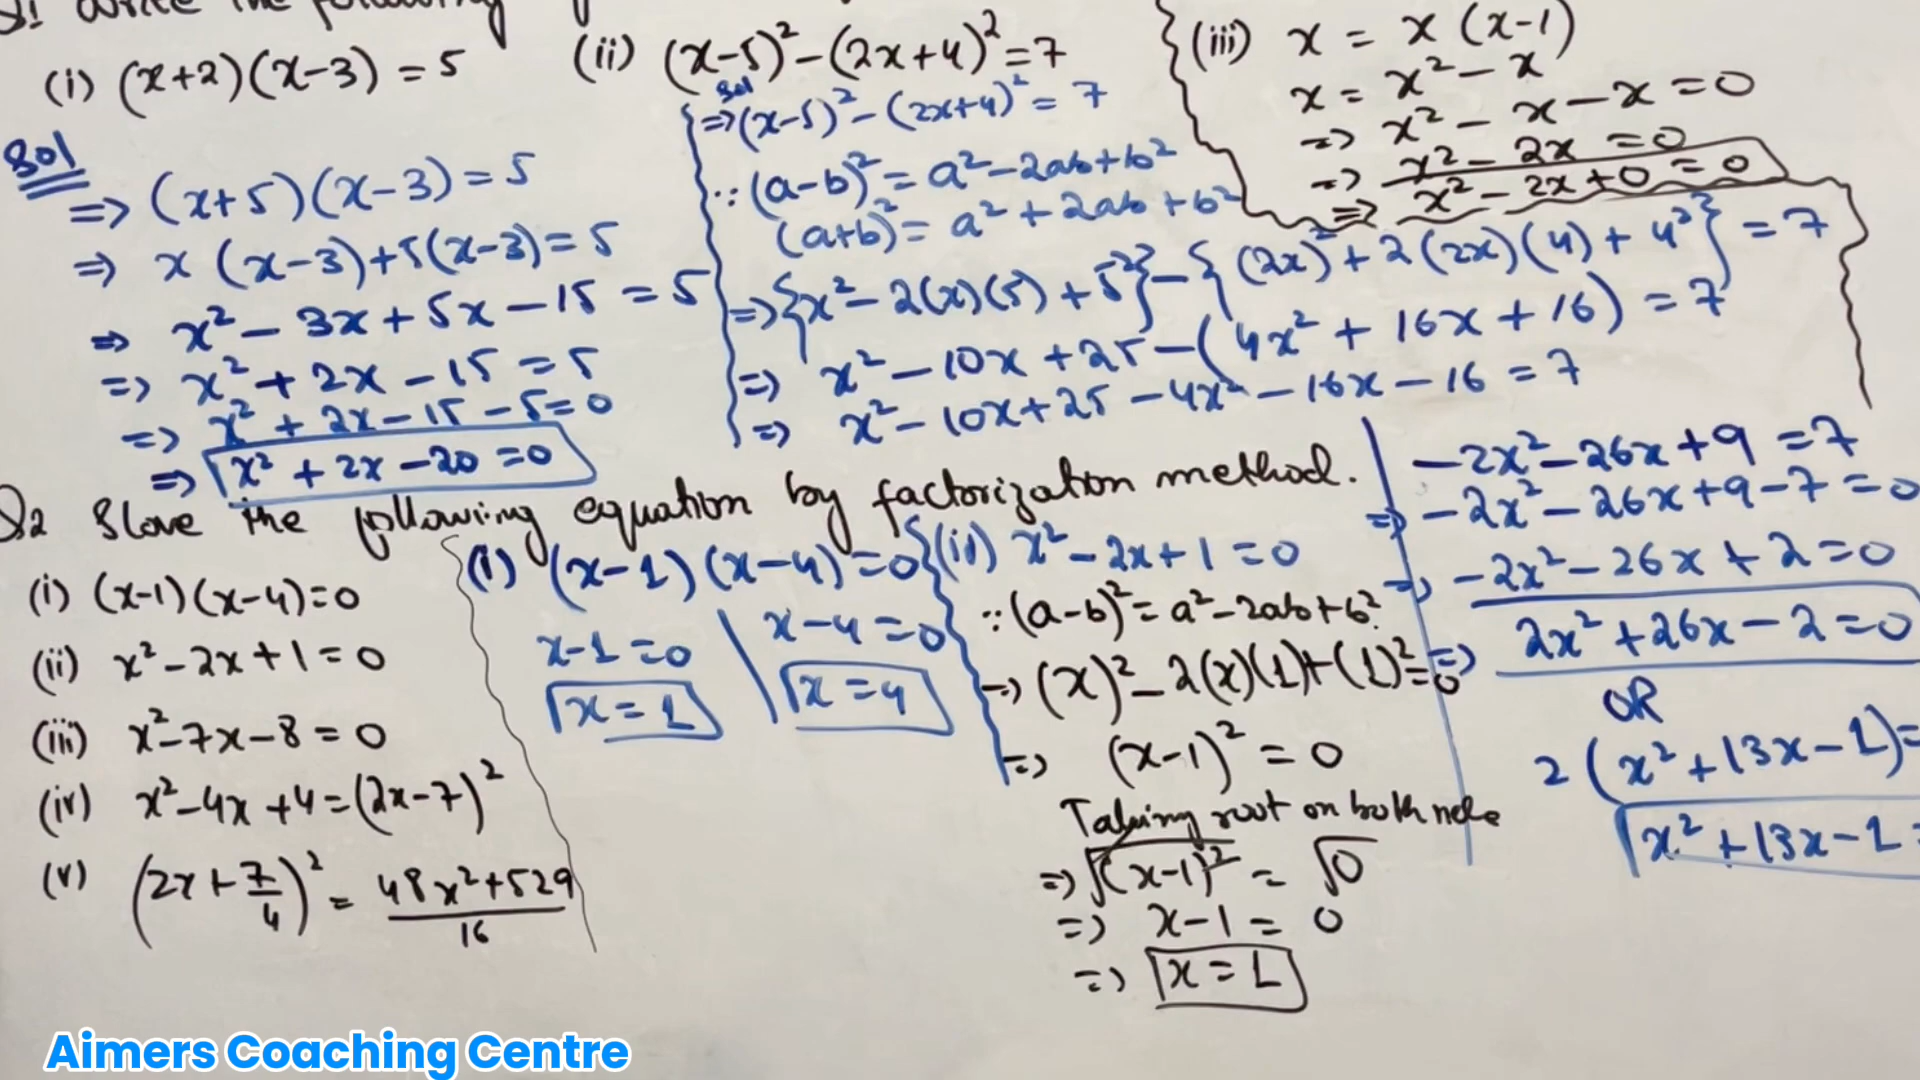 Q1 Write the following
(i) (x+2)(x-3) = 5
Sol
=> (x+5)(x-3) = 5
=> x(x-3)+5(x-3) = 5
=> x² - 3x + 5x - 15 = 5
=> x² + 2x - 15 = 5
=> x² + 2x - 15 - 5 = 0
=> x² + 2x - 20 = 0
(ii) (x-5)² - (2x+4)² = 7
Sol
=> (x-5)² - (2x+4)² = 7
∵ (a-b)² = a² - 2ab + b²
(a+b)² = a² + 2ab + b²
=> {x² - 2(x)(5) + 5²} - {(2x)² + 2(2x)(4) + 4²} = 7
=> x² - 10x + 25 - (4x² + 16x + 16) = 7
=> x² - 10x + 25 - 4x² - 16x - 16 = 7
-2x² - 26x + 9 = 7
=> -2x² - 26x + 9 - 7 = 0
=> -2x² - 26x + 2 = 0
=> 2x² + 26x - 2 = 0
OR
2(x² + 13x - 1) =
x² + 13x - 1 =
(iii) x = x(x-1)
x = x² - x
=> x² - x - x = 0
=> x² - 2x = 0
=> x² - 2x + 0 = 0
Q2 Slove the following equation by factorization method.
(i) (x-1)(x-4) = 0
(ii) x² - 2x + 1 = 0
(iii) x² - 7x - 8 = 0
(iv) x² - 4x + 4 = (2x-7)²
(v) (2x + 7/4)² = 48x² + 529 / 16
(i) (x-1)(x-4) = 0
x-1 = 0
x = 1
x-4 = 0
x = 4
(ii) x² - 2x + 1 = 0
∵ (a-b)² = a² - 2ab + b²
=> (x)² - 2(x)(1) + (1)² = 0
=> (x-1)² = 0
Taking root on both
=> √(x-1)² = √0
=> x-1 = 0
=> x = 1
Aimers Coaching Centre